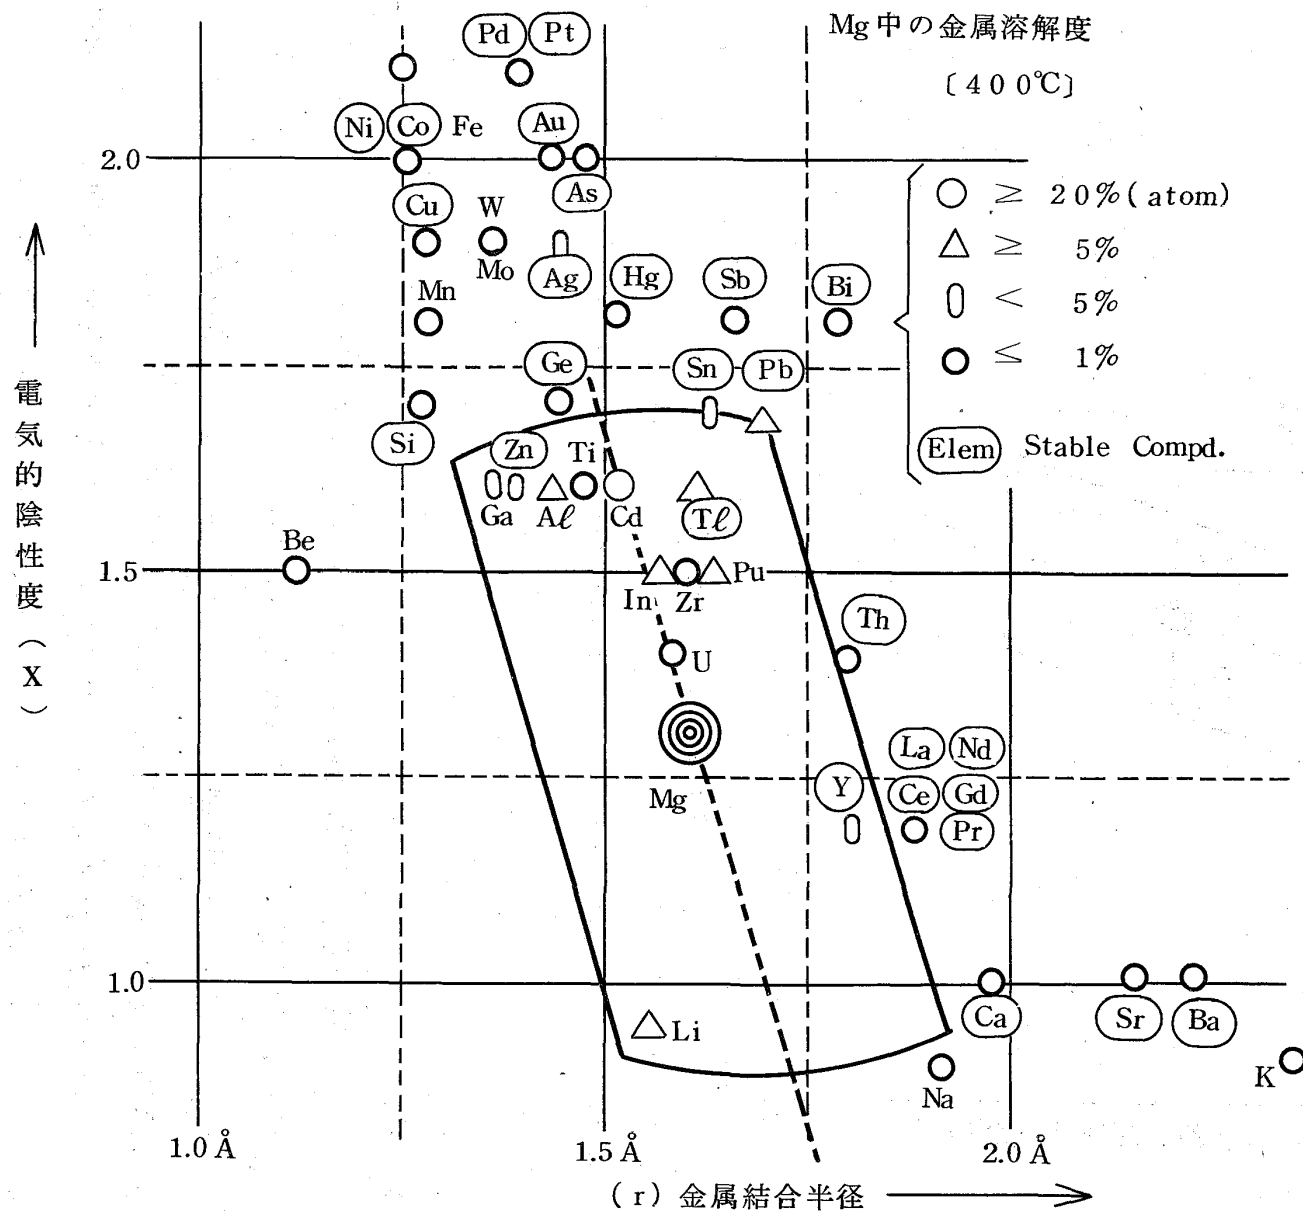 Mg中の金属溶解度
〔400℃〕
Pd Pt
Ni Co Fe Au
2.0
As
Cu W
Mo
Ag Hg Sb Bi
Mn
Ge Sn Pb
Si
Zn Ti
Ga Aℓ Cd Tℓ
Be
1.5
In Zr Pu
Th
U
La Nd
Mg Y Ce Gd
Pr
1.0
Li Ca Sr Ba
Na K
1.0 Å 1.5 Å 2.0 Å
(r)金属結合半径
電気的陰性度(X)
≥ 20%(atom)
≥ 5%
< 5%
≤ 1%
Elem Stable Compd.